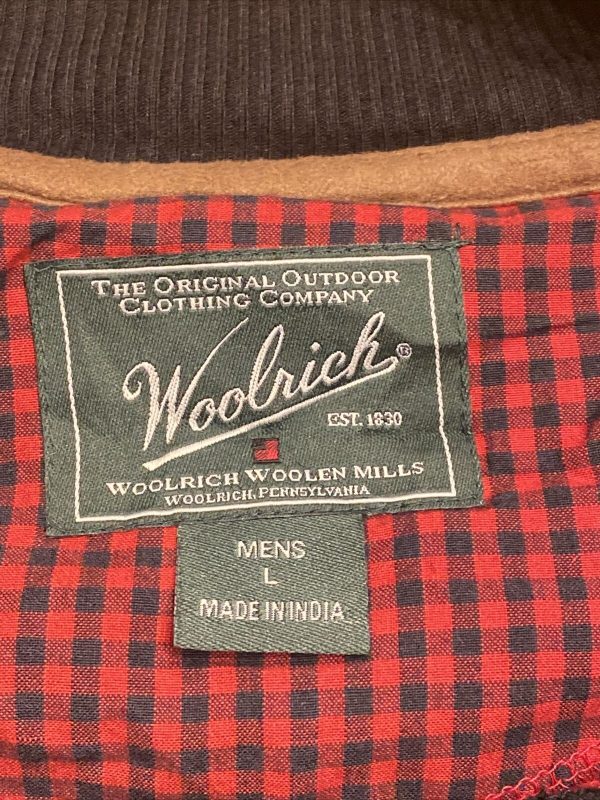 THE ORIGINAL OUTDOOR
CLOTHING COMPANY
Woolrich®
EST. 1830
WOOLRICH WOOLEN MILLS
WOOLRICH, PENNSYLVANIA
MENS
L
MADE IN INDIA